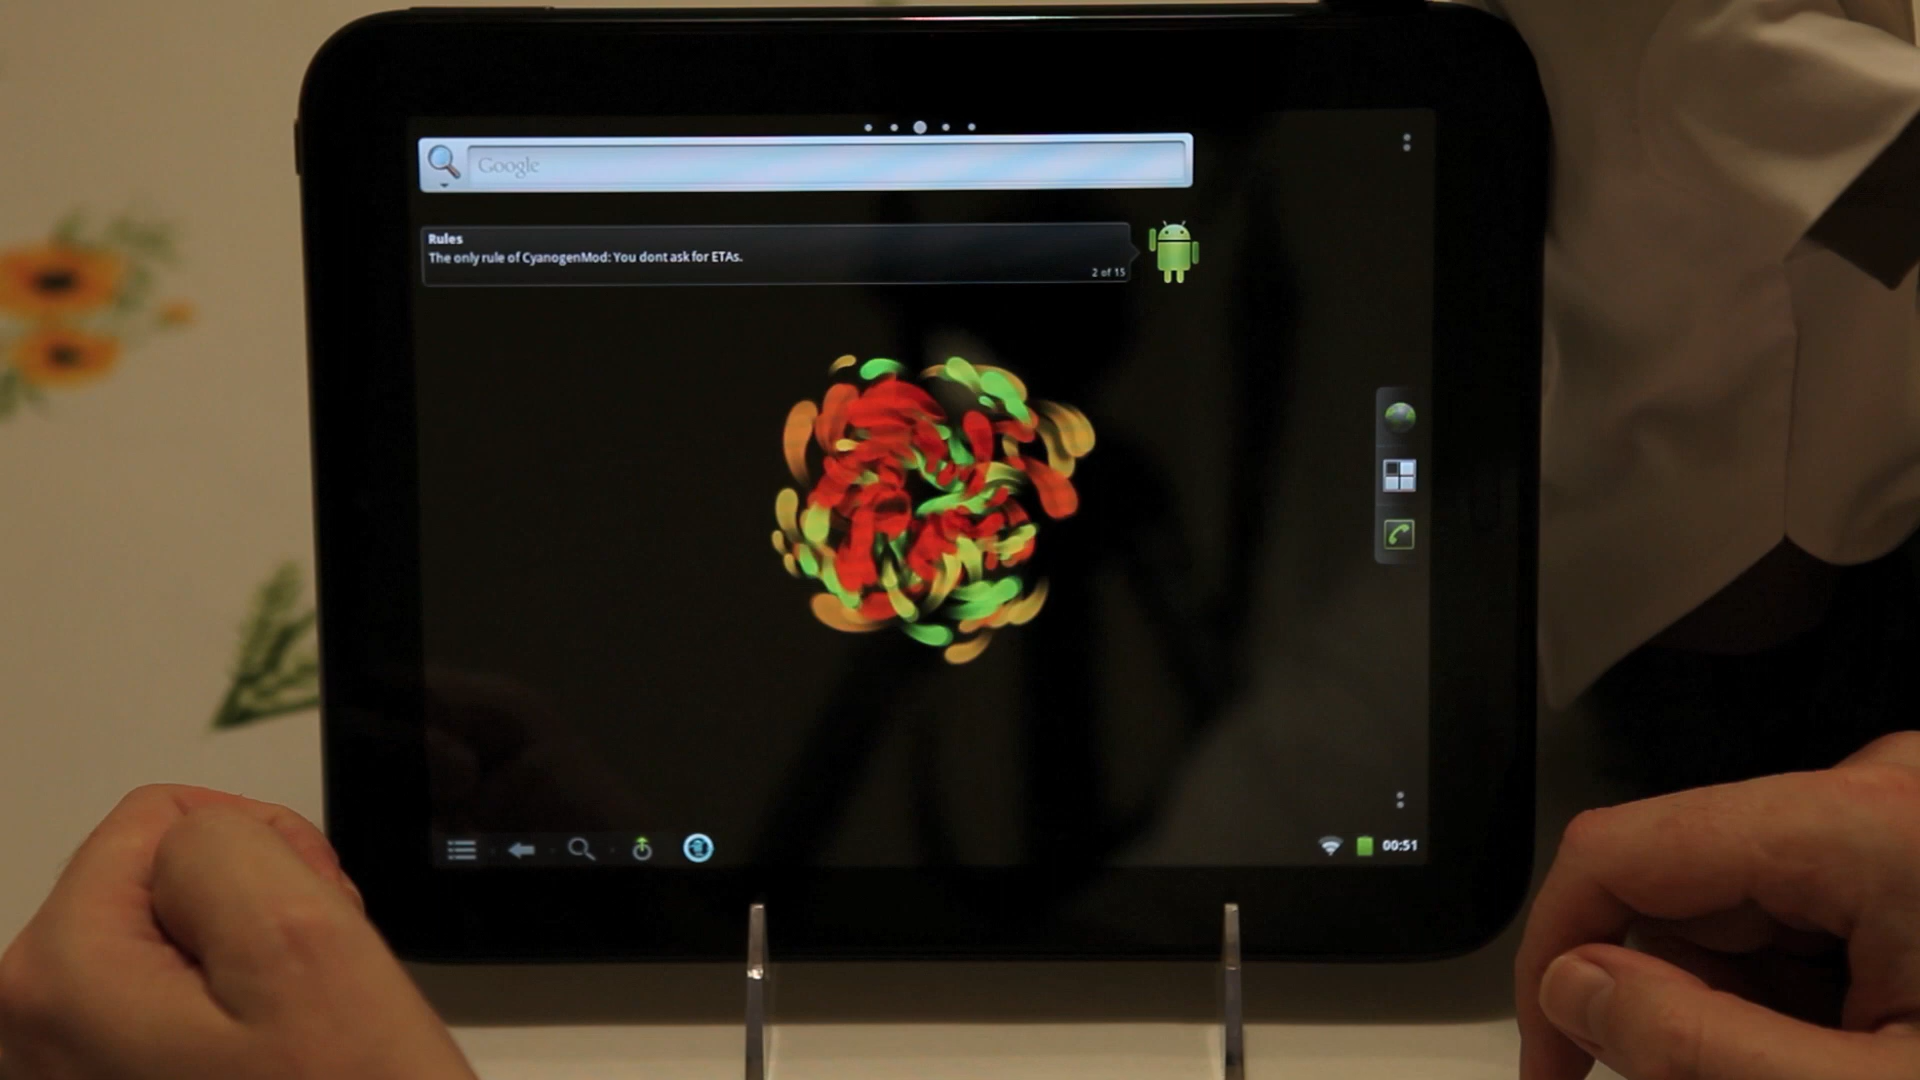 Google
Rules
The only rule of CyanogenMod: You dont ask for ETAs.
2 of 15
00:51